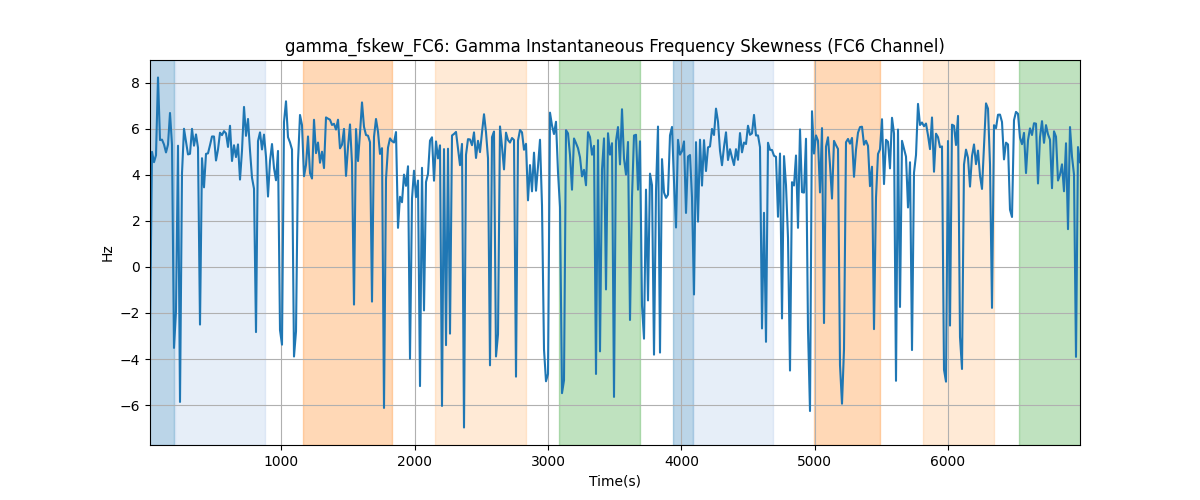 gamma_fskew_FC6: Gamma Instantaneous Frequency Skewness (FC6 Channel)
8
6
4
2
0
−2
−4
−6
Hz
1000 2000 3000 4000 5000 6000
Time(s)